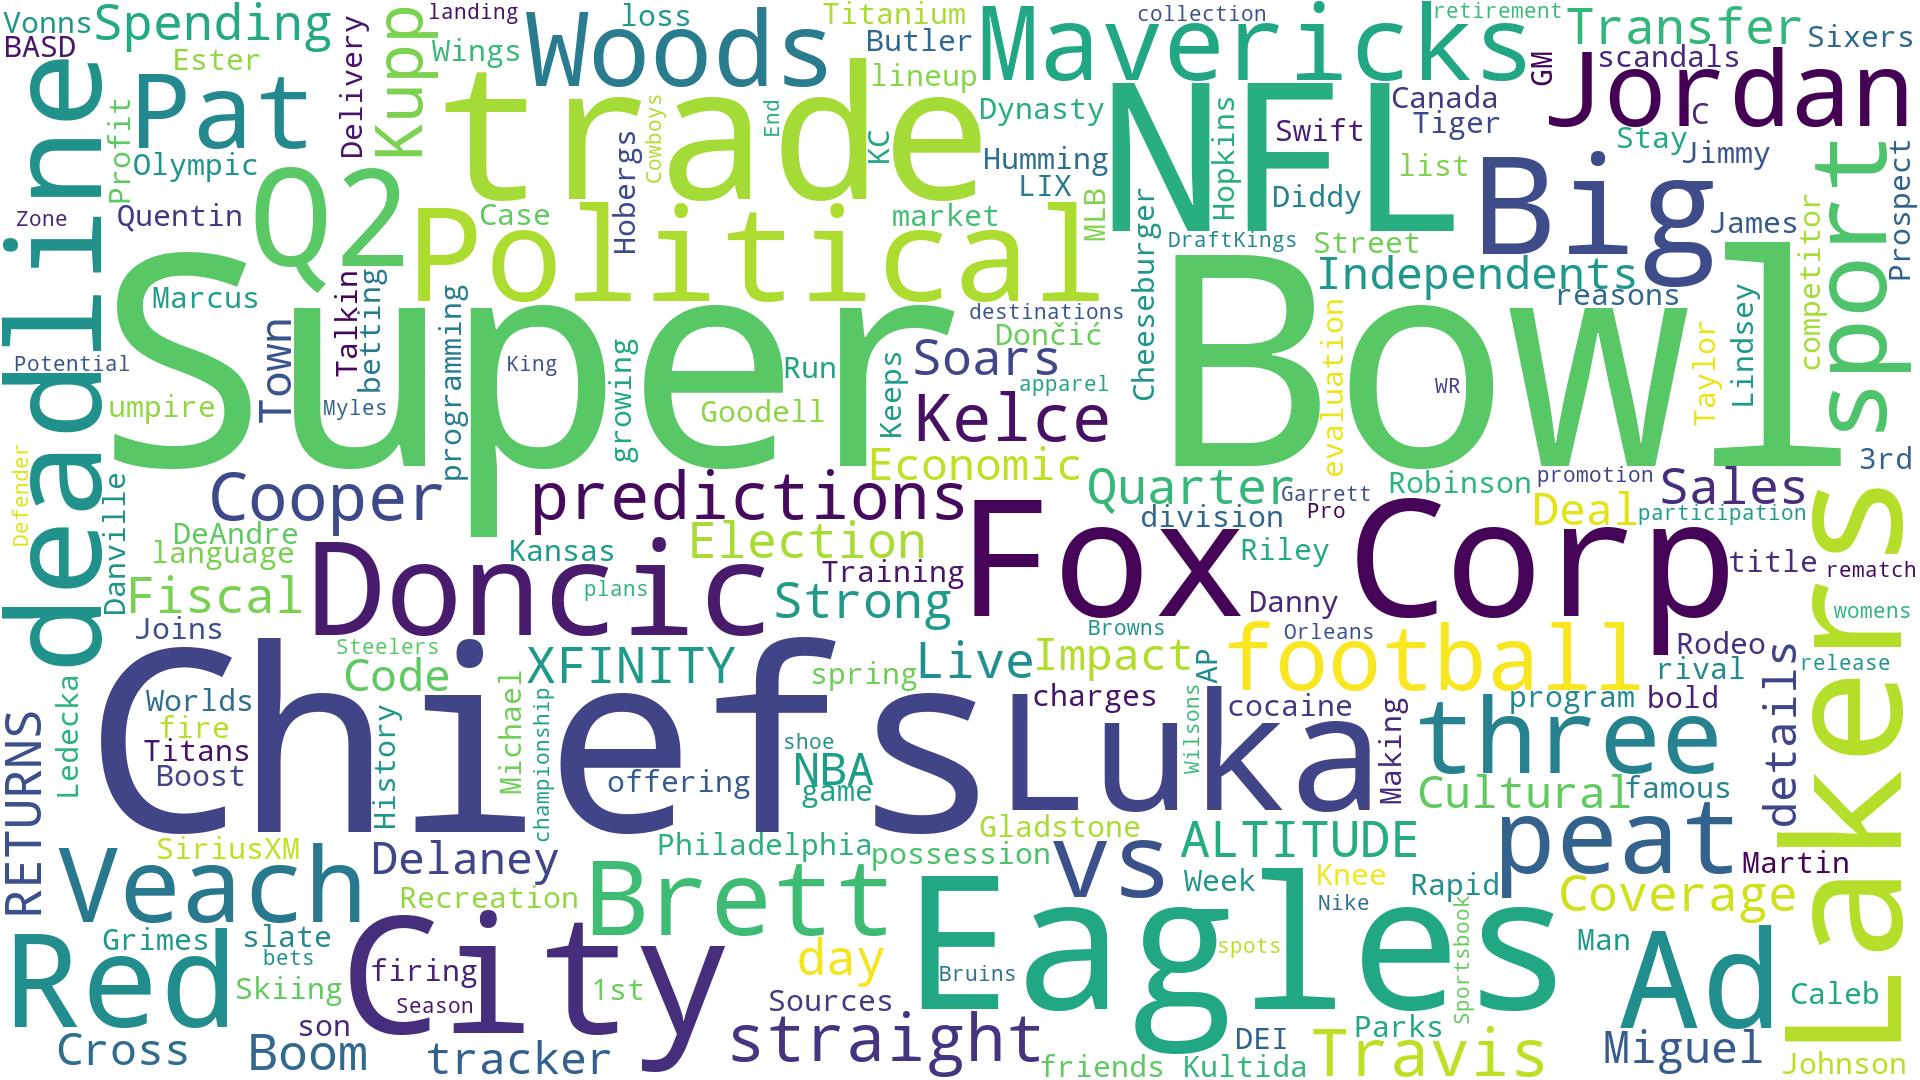 Vonns
Spending
landing
loss
Titanium
collection
retirement
Transfer
Sixers
BASD
Ester
Delivery
Kupp
Wings
Woods
Butler
lineup
Mavericks
GM
scandals
Jordan
deadline
Pat
Profit
Olympic
trade
Hobergs
Cowboys
End
KC
Dynasty
NFL
Hopkins
Swift
Canada
Tiger
C
Stay
Jimmy
Prospect
Zone
Quentin
Q2
Case
Political
market
Humming
LIX
MLB
Cheeseburger
Diddy
list
Big
James
sport
competitor
Marcus
Super
Talkin
betting
programming
DraftKings
Street
Independents
reasons
Bowl
Potential
umpire
Town
Myles
King
growing
Goodell
Run
Keeps
Soars
destinations
Dončić
apparel
Kelce
evaluation
WR
Taylor
Lindsey
Defender
Danville
Cooper
predictions
Economic
Quarter
Garrett
Robinson
promotion
Sales
3rd
DeAndre
language
Kansas
Election
Fox
Corp
division
Pro
Deal
participation
Fiscal
Doncic
plans
Training
Strong
Riley
Danny
title
rematch
Lakers
Joins
Steelers
Code
XFINITY
spring
Live
Impact
Browns
Orleans
football
Rodeo
rival
womens
release
Ledecka
Worlds
fire
Titans
Boost
Chiefs
History
Michael
championship
offering
shoe
NBA
game
Luka
charges
Wilsons
AP
cocaine
Making
program
bold
three
details
RETURNS
Cultural
famous
SiriusXM
Veach
Delaney
Philadelphia
possession
Gladstone
vs
ALTITUDE
peat
Martin
Recreation
Brett
Eagles
Week
Knee
Nike
Rapid
Coverage
Red
Grimes
slate
bets
Skiing
City
firing
Season
1st
day
Bruins
spots
Sportsbook
Man
Ad
Caleb
son
Sources
straight
Cross
Boom
tracker
friends
DEI
Kultida
Parks
Travis
Miguel
Johnson